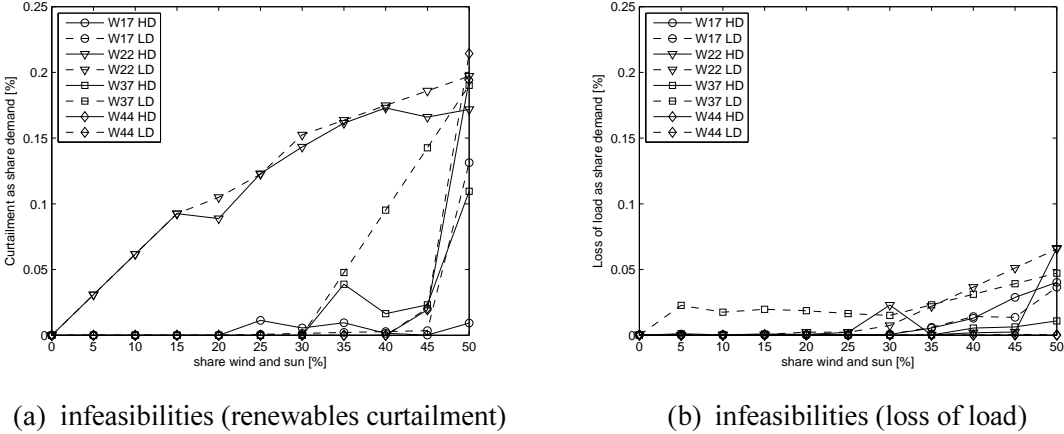 0.25
0.2
0.15
0.1
0.05
0
Curtailment as share demand [%]
W17 HD
W17 LD
W22 HD
W22 LD
W37 HD
W37 LD
W44 HD
W44 LD
0 5 10 15 20 25 30 35 40 45 50
share wind and sun [%]
(a) infeasibilities (renewables curtailment)
0.25
0.2
0.15
0.1
0.05
0
Loss of load as share demand [%]
W17 HD
W17 LD
W22 HD
W22 LD
W37 HD
W37 LD
W44 HD
W44 LD
0 5 10 15 20 25 30 35 40 45 50
share wind and sun [%]
(b) infeasibilities (loss of load)